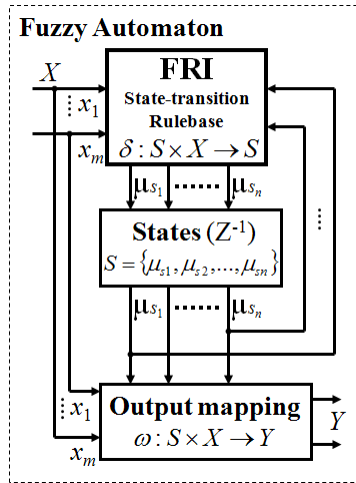 Fuzzy Automaton
X
FRI
State-transition
Rulebase
δ : S × X → S
x₁
xₘ
μs₁ μsₙ
States (Z⁻¹)
S = {μs1, μs2, ..., μsn}
μs₁ μsₙ
Output mapping
ω : S × X → Y
x₁
xₘ
Y